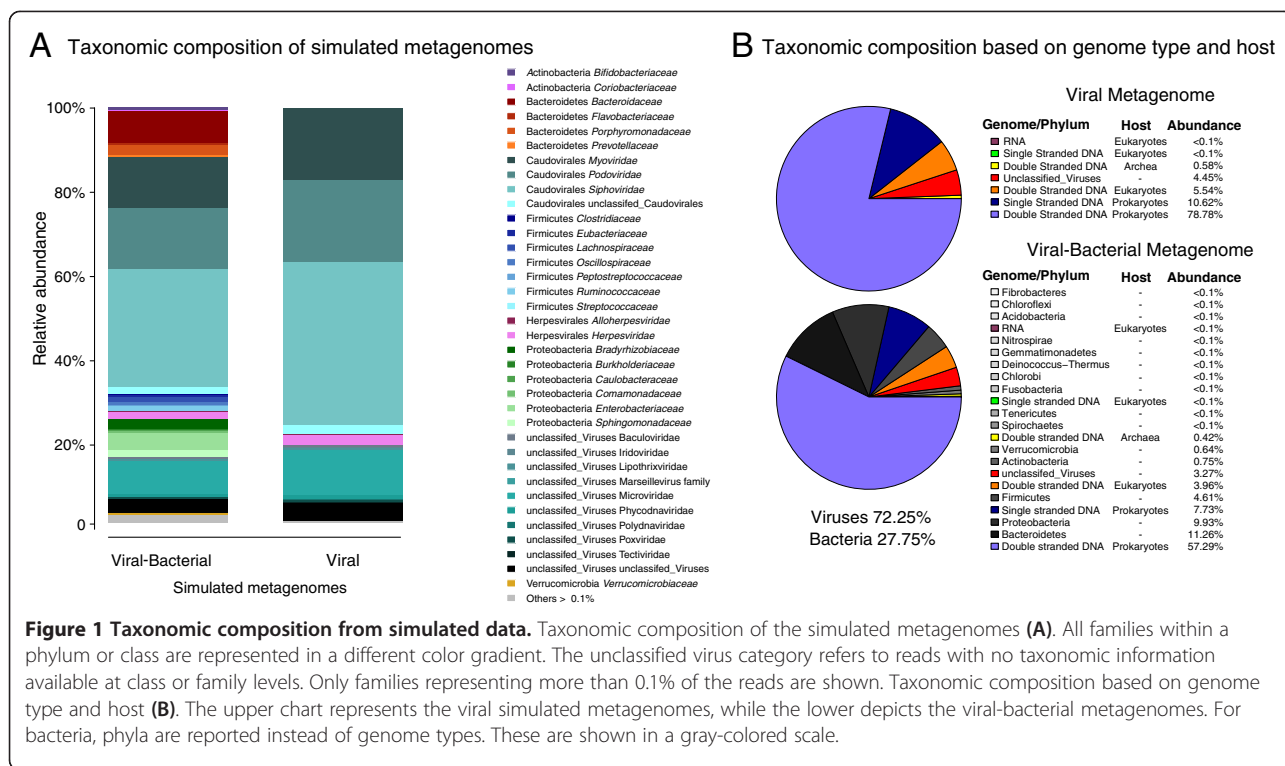 A Taxonomic composition of simulated metagenomes
Relative abundance
100%
80%
60%
40%
20%
0
Viral-Bacterial
Viral
Simulated metagenomes
Actinobacteria Bifidobacteriaceae
Actinobacteria Coriobacteriaceae
Bacteroidetes Bacteroidaceae
Bacteroidetes Flavobacteriaceae
Bacteroidetes Porphyromonadaceae
Bacteroidetes Prevotellaceae
Caudovirales Myoviridae
Caudovirales Podoviridae
Caudovirales Siphoviridae
Caudovirales unclassifed_Caudovirales
Firmicutes Clostridiaceae
Firmicutes Eubacteriaceae
Firmicutes Lachnospiraceae
Firmicutes Oscillospiraceae
Firmicutes Peptostreptococcaceae
Firmicutes Ruminococcaceae
Firmicutes Streptococcaceae
Herpesvirales Alloherpesviridae
Herpesvirales Herpesviridae
Proteobacteria Bradyrhizobiaceae
Proteobacteria Burkholderiaceae
Proteobacteria Caulobacteraceae
Proteobacteria Comamonadaceae
Proteobacteria Enterobacteriaceae
Proteobacteria Sphingomonadaceae
unclassifed_Viruses Baculoviridae
unclassifed_Viruses Iridoviridae
unclassifed_Viruses Lipothrixviridae
unclassifed_Viruses Marseillevirus family
unclassifed_Viruses Microviridae
unclassifed_Viruses Phycodnaviridae
unclassifed_Viruses Polydnaviridae
unclassifed_Viruses Poxviridae
unclassifed_Viruses Tectiviridae
unclassifed_Viruses unclassifed_Viruses
Verrucomicrobia Verrucomicrobiaceae
Others > 0.1%
B Taxonomic composition based on genome type and host
Viral Metagenome
Genome/Phylum Host Abundance
RNA Eukaryotes <0.1%
Single Stranded DNA Eukaryotes <0.1%
Double Stranded DNA Archea 0.58%
Unclassified_Viruses - 4.45%
Double Stranded DNA Eukaryotes 5.54%
Single Stranded DNA Prokaryotes 10.62%
Double Stranded DNA Prokaryotes 78.78%
Viral-Bacterial Metagenome
Genome/Phylum Host Abundance
Fibrobacteres - <0.1%
Chloroflexi - <0.1%
Acidobacteria - <0.1%
RNA Eukaryotes <0.1%
Nitrospirae - <0.1%
Gemmatimonadetes - <0.1%
Deinococcus-Thermus - <0.1%
Chlorobi - <0.1%
Fusobacteria - <0.1%
Single stranded DNA Eukaryotes <0.1%
Tenericutes - <0.1%
Spirochaetes - <0.1%
Double stranded DNA Archaea 0.42%
Verrucomicrobia - 0.64%
Actinobacteria - 0.75%
unclassified_Viruses - 3.27%
Double stranded DNA Eukaryotes 3.96%
Firmicutes - 4.61%
Single stranded DNA Prokaryotes 7.73%
Proteobacteria - 9.93%
Bacteroidetes - 11.26%
Double stranded DNA Prokaryotes 57.29%
Viruses 72.25%
Bacteria 27.75%
Figure 1 Taxonomic composition from simulated data. Taxonomic composition of the simulated metagenomes (A). All families within a
phylum or class are represented in a different color gradient. The unclassified virus category refers to reads with no taxonomic information
available at class or family levels. Only families representing more than 0.1% of the reads are shown. Taxonomic composition based on genome
type and host (B). The upper chart represents the viral simulated metagenomes, while the lower depicts the viral-bacterial metagenomes. For
bacteria, phyla are reported instead of genome types. These are shown in a gray-colored scale.